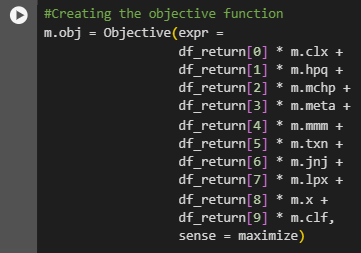 #Creating the objective function
m.obj = Objective(expr =
df_return[0] * m.clx +
df_return[1] * m.hpq +
df_return[2] * m.mchp +
df_return[3] * m.meta +
df_return[4] * m.mmm +
df_return[5] * m.txn +
df_return[6] * m.jnj +
df_return[7] * m.lpx +
df_return[8] * m.x +
df_return[9] * m.clf,
sense = maximize)